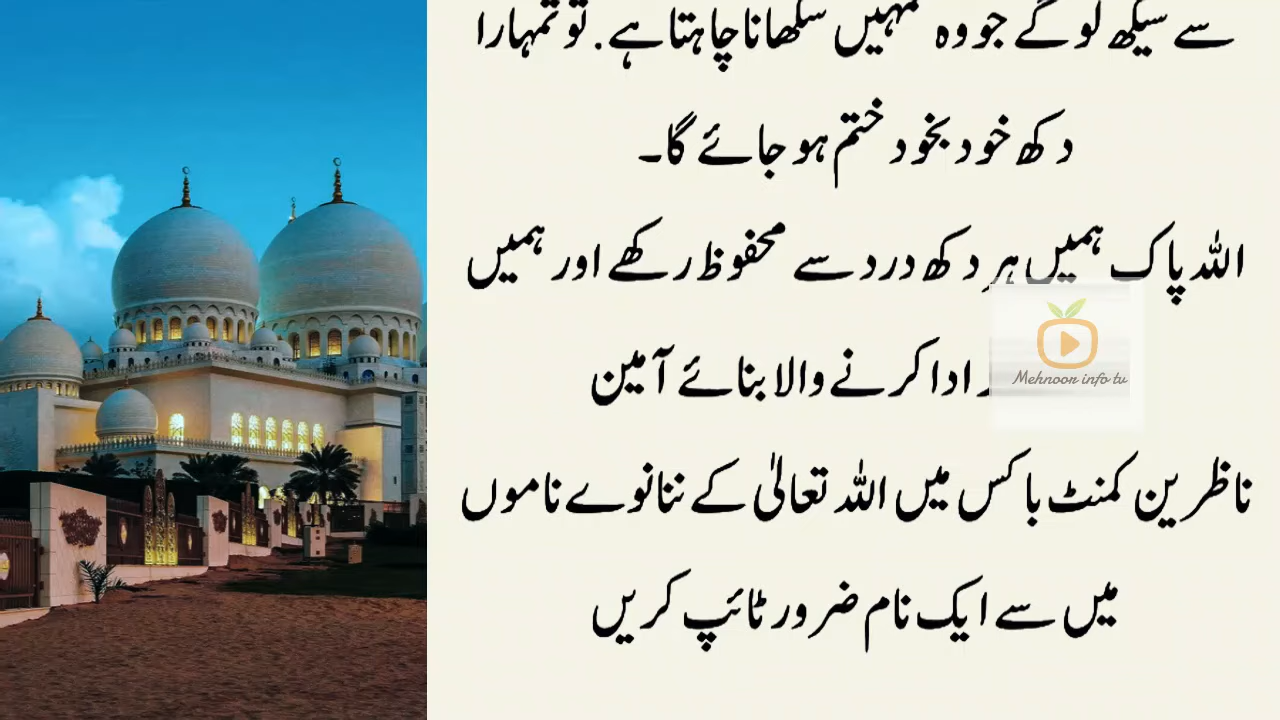 سے سیکھ لو گے جو وہ تمہیں سکھانا چاہتا ہے. تو تمہارا
دکھ خود بخود ختم ہو جائے گا۔
اللہ پاک ہمیں ہر دکھ درد سے محفوظ رکھے اور ہمیں
ادا کرنے والا بنائے آمین
Mehnoor info tv
ناظرین کمنٹ باکس میں اللہ تعالیٰ کے ننانوے ناموں
میں سے ایک نام ضرور ٹائپ کریں